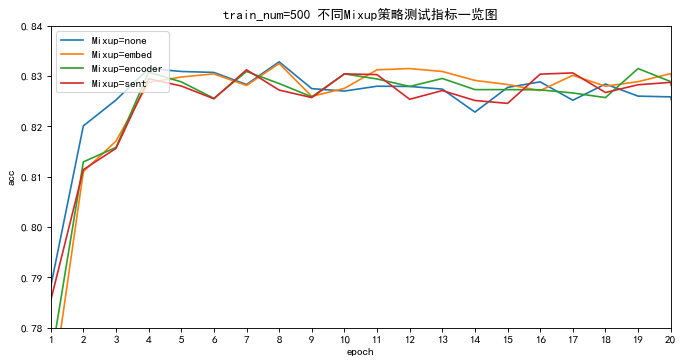 train_num=500 不同Mixup策略测试指标一览图
0.84
0.83
0.82
0.81
0.80
0.79
0.78
acc
Mixup=none
Mixup=embed
Mixup=encoder
Mixup=sent
1 2 3 4 5 6 7 8 9 10 11 12 13 14 15 16 17 18 19 20
epoch